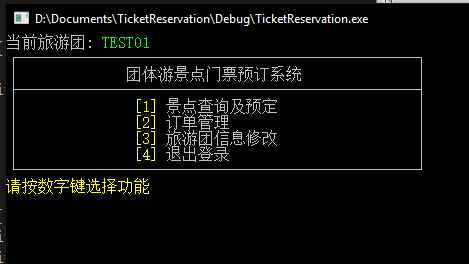 D:\Documents\TicketReservation\Debug\TicketReservation.exe
当前旅游团: TEST01
团体游景点门票预订系统
[1] 景点查询及预定
[2] 订单管理
[3] 旅游团信息修改
[4] 退出登录
请按数字键选择功能